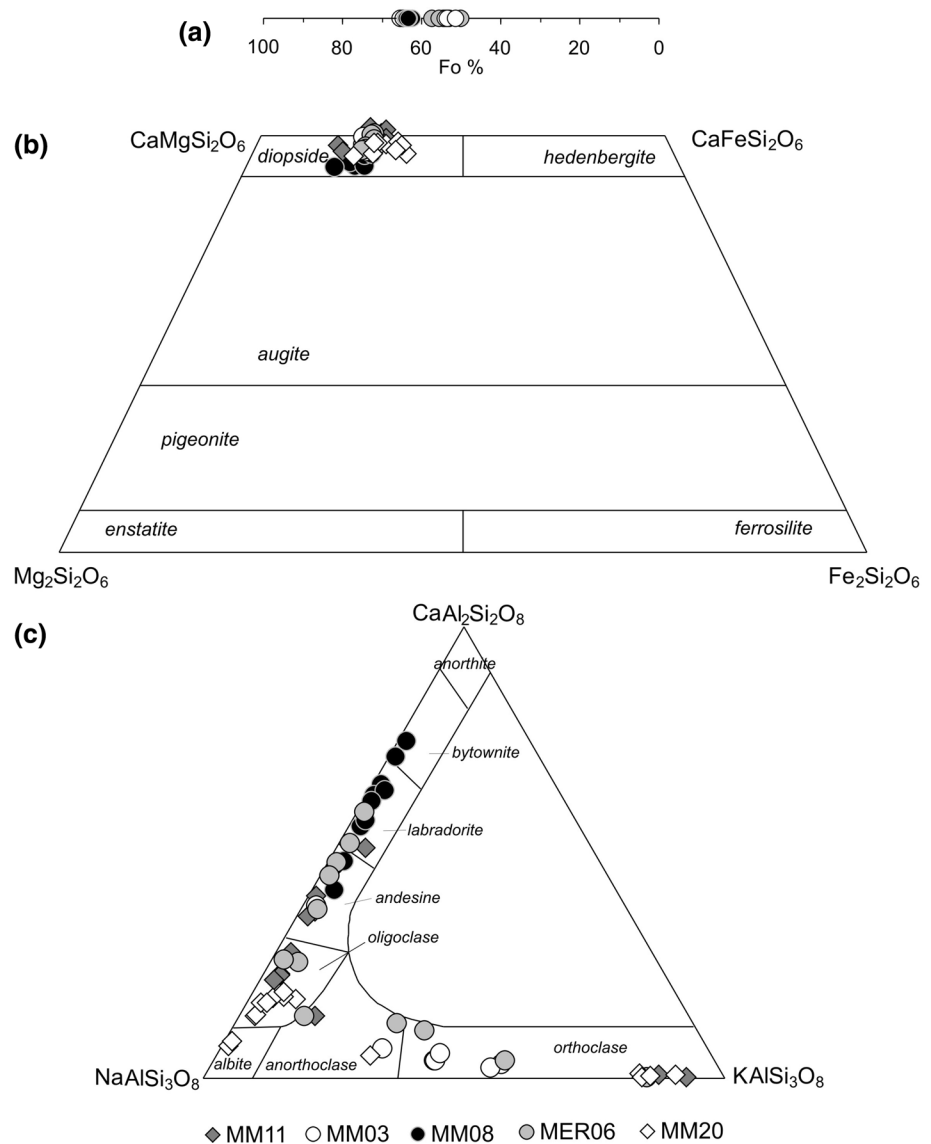 (a)
100 80 60 40 20 0
Fo %
(b)
CaMgSi₂O₆ CaFeSi₂O₆
diopside hedenbergite
augite
pigeonite
enstatite ferrosilite
Mg₂Si₂O₆ Fe₂Si₂O₆
(c)
CaAl₂Si₂O₈
anorthite
bytownite
labradorite
andesine
oligoclase
orthoclase
albite anorthoclase
NaAlSi₃O₈ KAlSi₃O₈
MM11 MM03 MM08 MER06 MM20